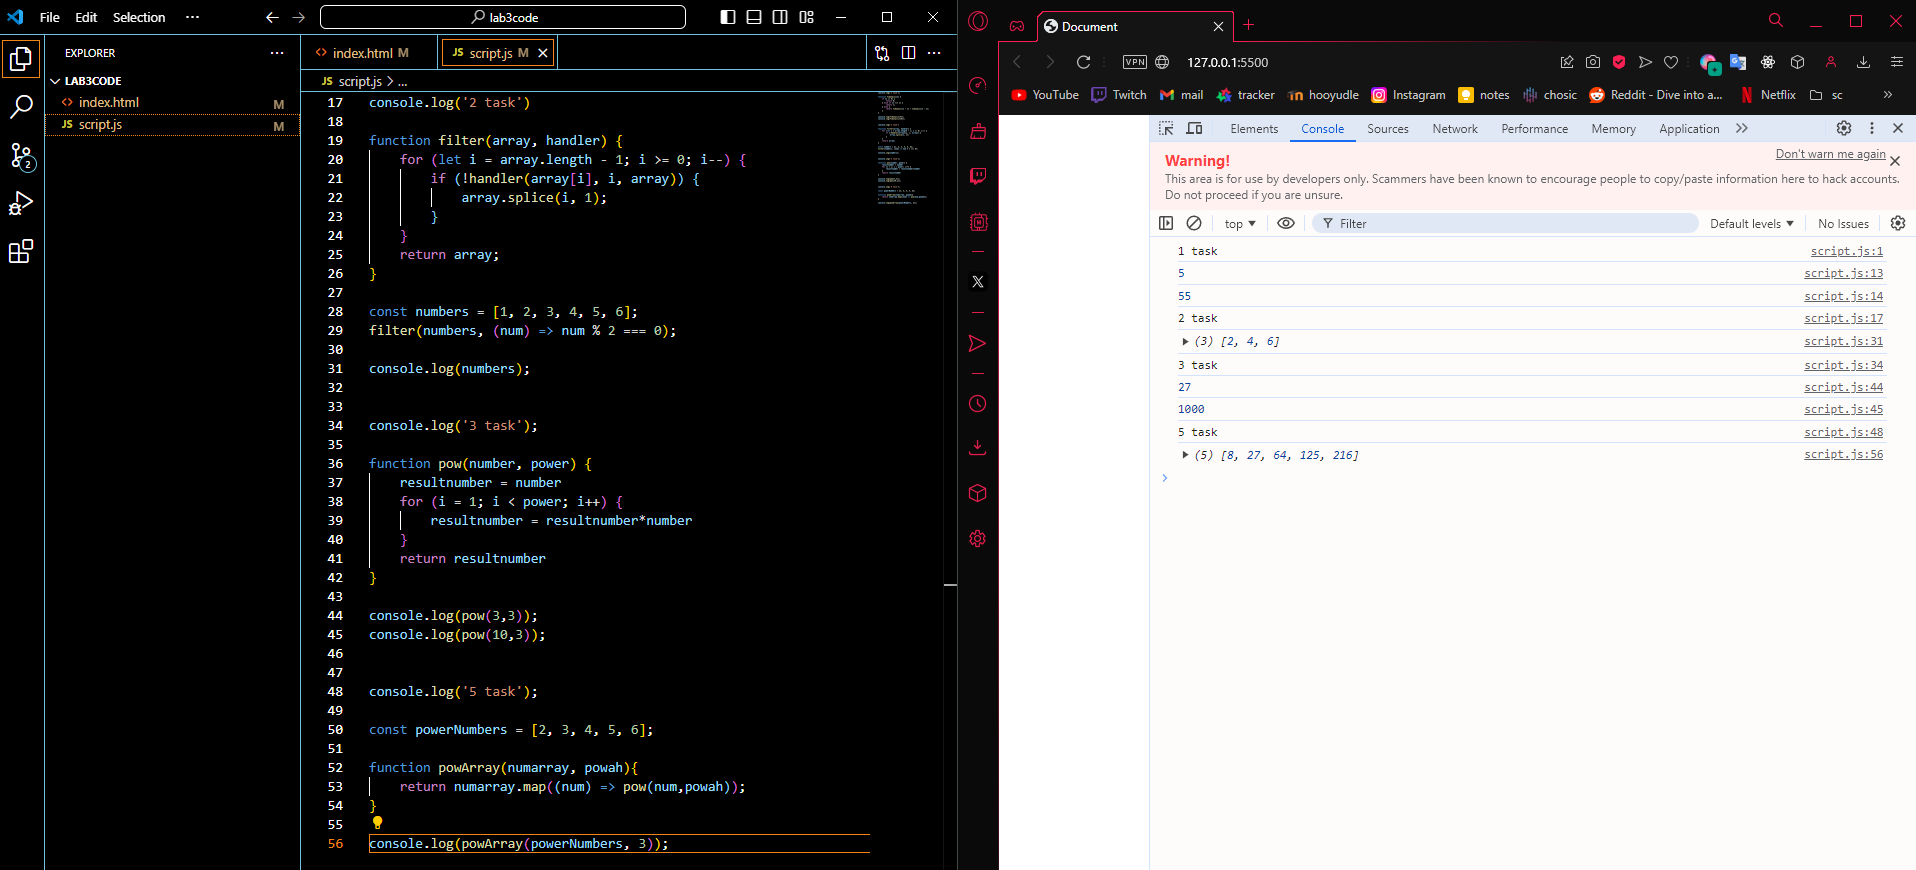 File Edit Selection ··· lab3code
EXPLORER ···
LAB3CODE
index.html M
JS script.js M
2
index.html M JS script.js M ···
JS script.js > ...
17 console.log('2 task')
18
19 function filter(array, handler) {
20 for (let i = array.length - 1; i >= 0; i--) {
21 if (!handler(array[i], i, array)) {
22 array.splice(i, 1);
23 }
24 }
25 return array;
26 }
27
28 const numbers = [1, 2, 3, 4, 5, 6];
29 filter(numbers, (num) => num % 2 === 0);
30
31 console.log(numbers);
32
33
34 console.log('3 task');
35
36 function pow(number, power) {
37 resultnumber = number
38 for (i = 1; i < power; i++) {
39 resultnumber = resultnumber*number
40 }
41 return resultnumber
42 }
43
44 console.log(pow(3,3));
45 console.log(pow(10,3));
46
47
48 console.log('5 task');
49
50 const powerNumbers = [2, 3, 4, 5, 6];
51
52 function powArray(numarray, powah){
53 return numarray.map((num) => pow(num,powah));
54 }
55
56 console.log(powArray(powerNumbers, 3));
Document
VPN 127.0.0.1:5500
YouTube Twitch mail tracker hooyudle Instagram notes chosic Reddit - Dive into a... Netflix sc »
Elements Console Sources Network Performance Memory Application
Warning! Don't warn me again
This area is for use by developers only. Scammers have been known to encourage people to copy/paste information here to hack accounts.
Do not proceed if you are unsure.
top Filter Default levels No Issues
1 task script.js:1
5 script.js:13
55 script.js:14
2 task script.js:17
(3) [2, 4, 6] script.js:31
3 task script.js:34
27 script.js:44
1000 script.js:45
5 task script.js:48
(5) [8, 27, 64, 125, 216] script.js:56